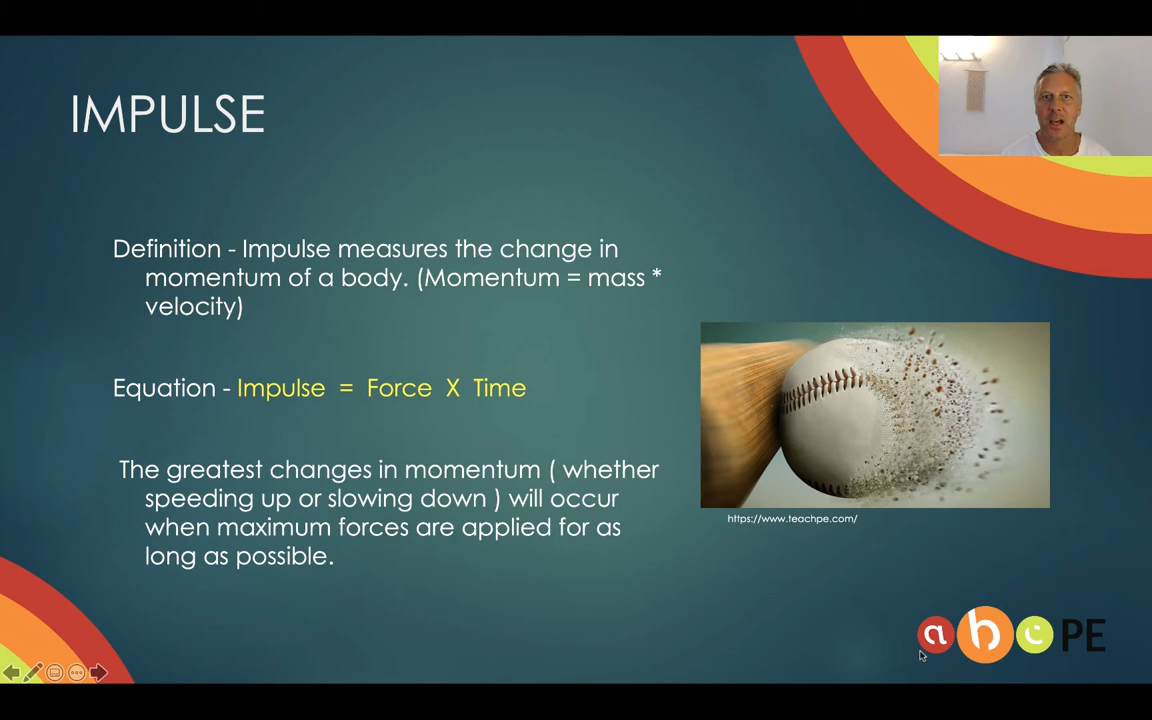 IMPULSE
Definition - Impulse measures the change in
momentum of a body. (Momentum = mass *
velocity)
Equation - Impulse = Force X Time
The greatest changes in momentum ( whether
speeding up or slowing down ) will occur
when maximum forces are applied for as
long as possible.
https://www.teachpe.com/
abc PE